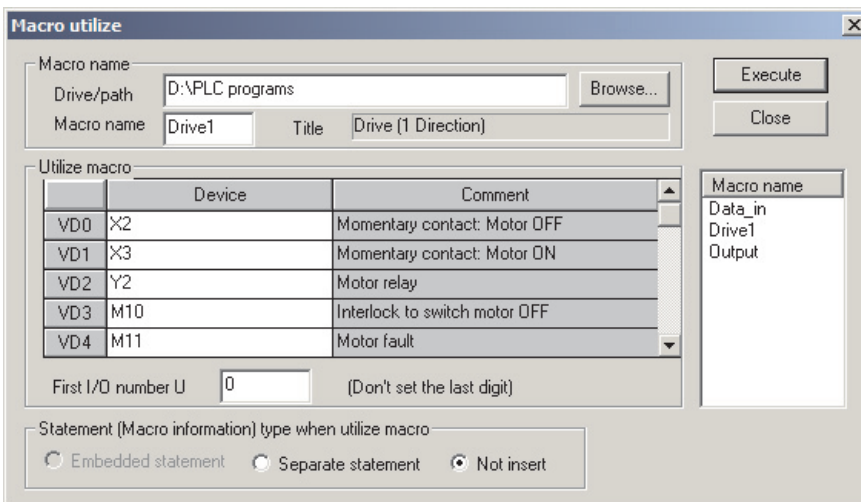 Macro utilize
Macro name
Drive/path D:\PLC programs Browse...
Macro name Drive1 Title Drive (1 Direction)
Execute
Close
Utilize macro
Device Comment
VD0 X2 Momentary contact: Motor OFF
VD1 X3 Momentary contact: Motor ON
VD2 Y2 Motor relay
VD3 M10 Interlock to switch motor OFF
VD4 M11 Motor fault
First I/O number U 0 (Don't set the last digit)
Macro name
Data_in
Drive1
Output
Statement (Macro information) type when utilize macro
Embedded statement Separate statement Not insert